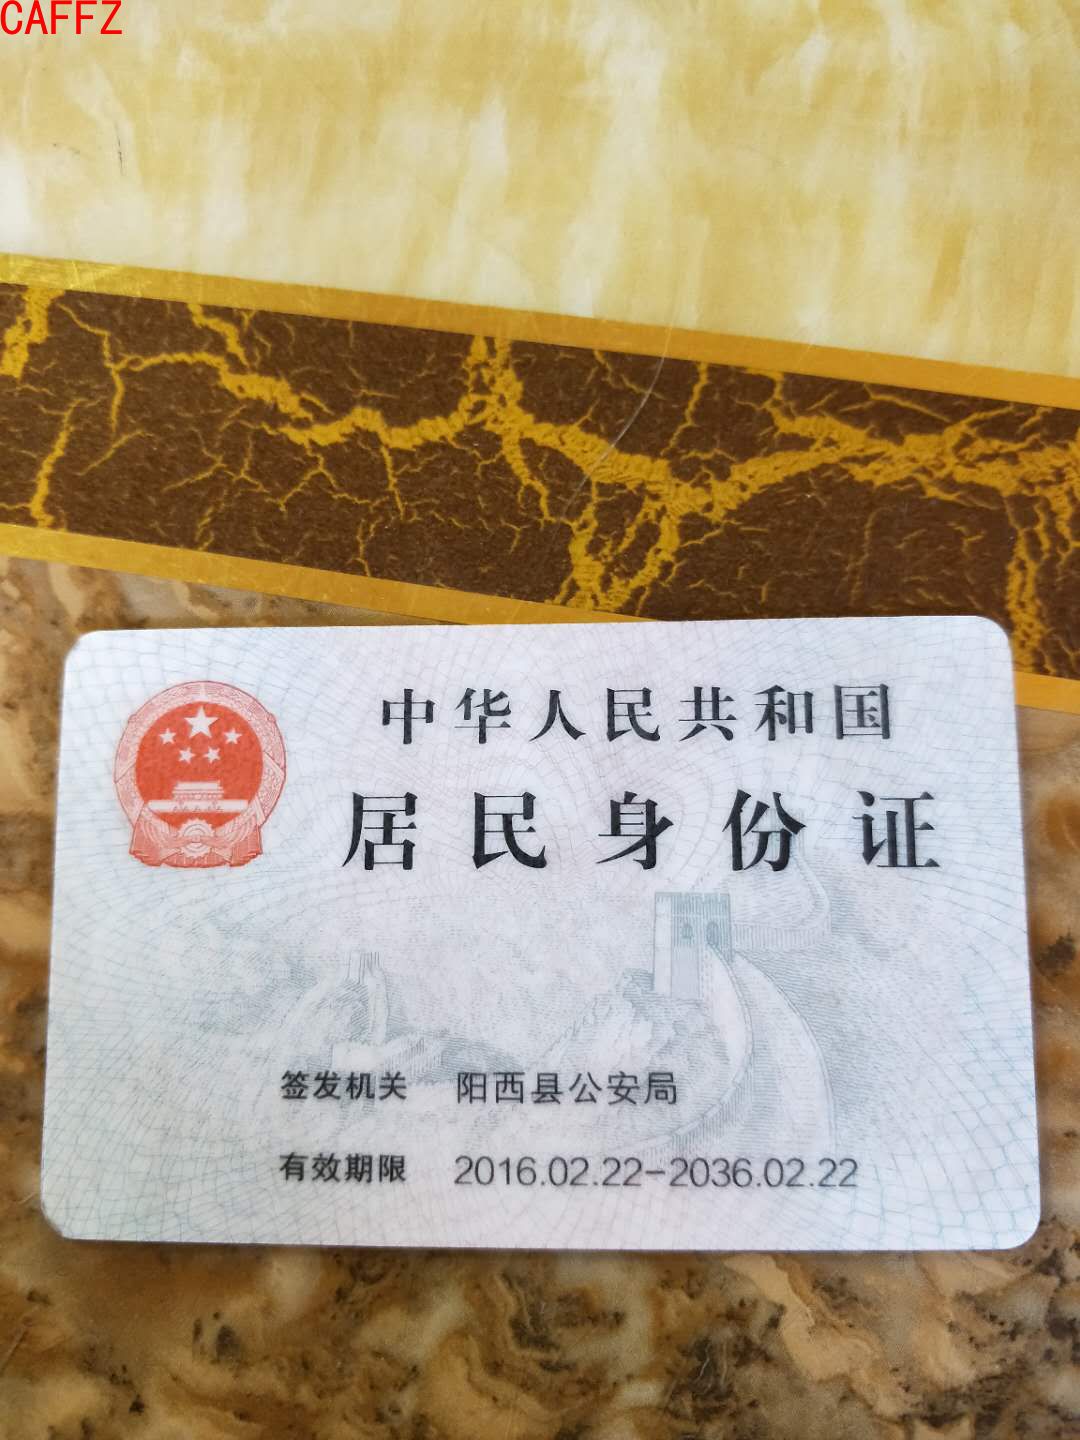 CAFFZ
中华人民共和国
居民身份证
签发机关 阳西县公安局
有效期限 2016.02.22-2036.02.22